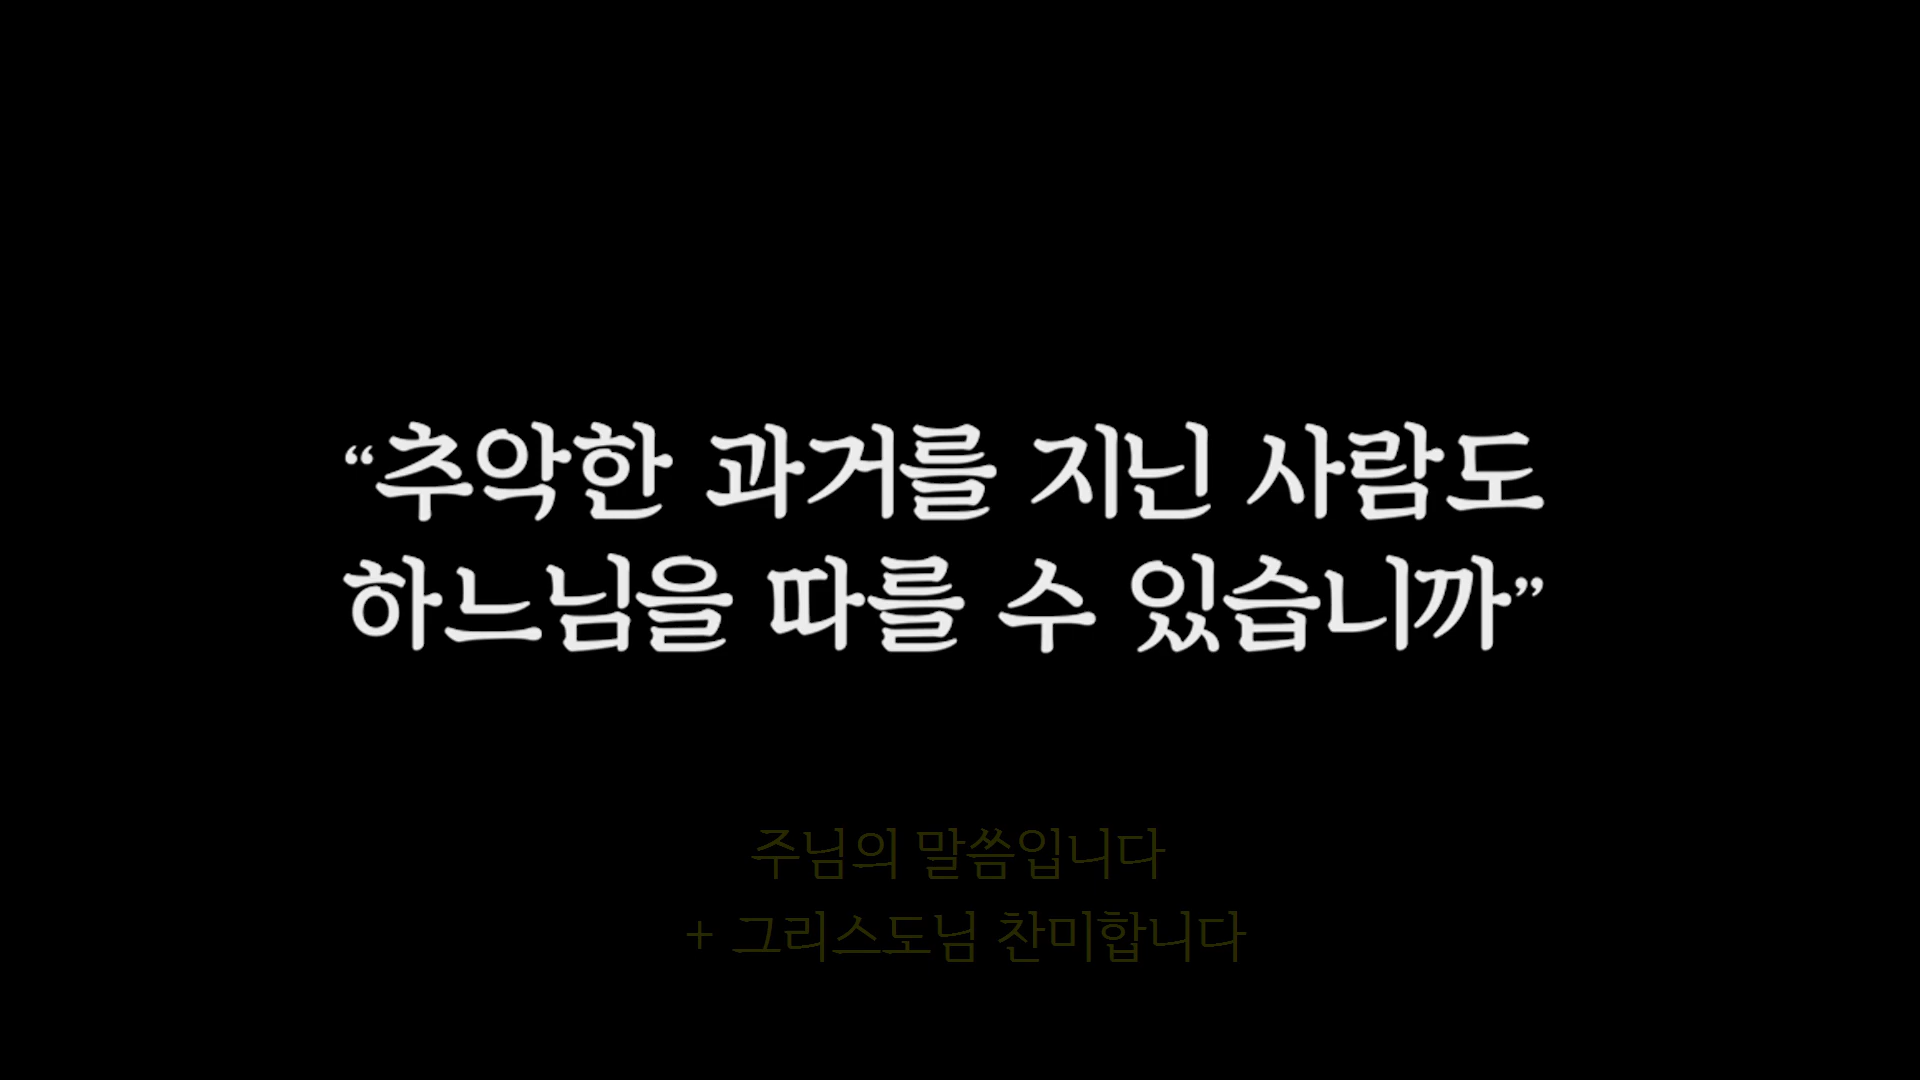 “추악한 과거를 지닌 사람도
하느님을 따를 수 있습니까”
주님의 말씀입니다
+ 그리스도님 찬미합니다